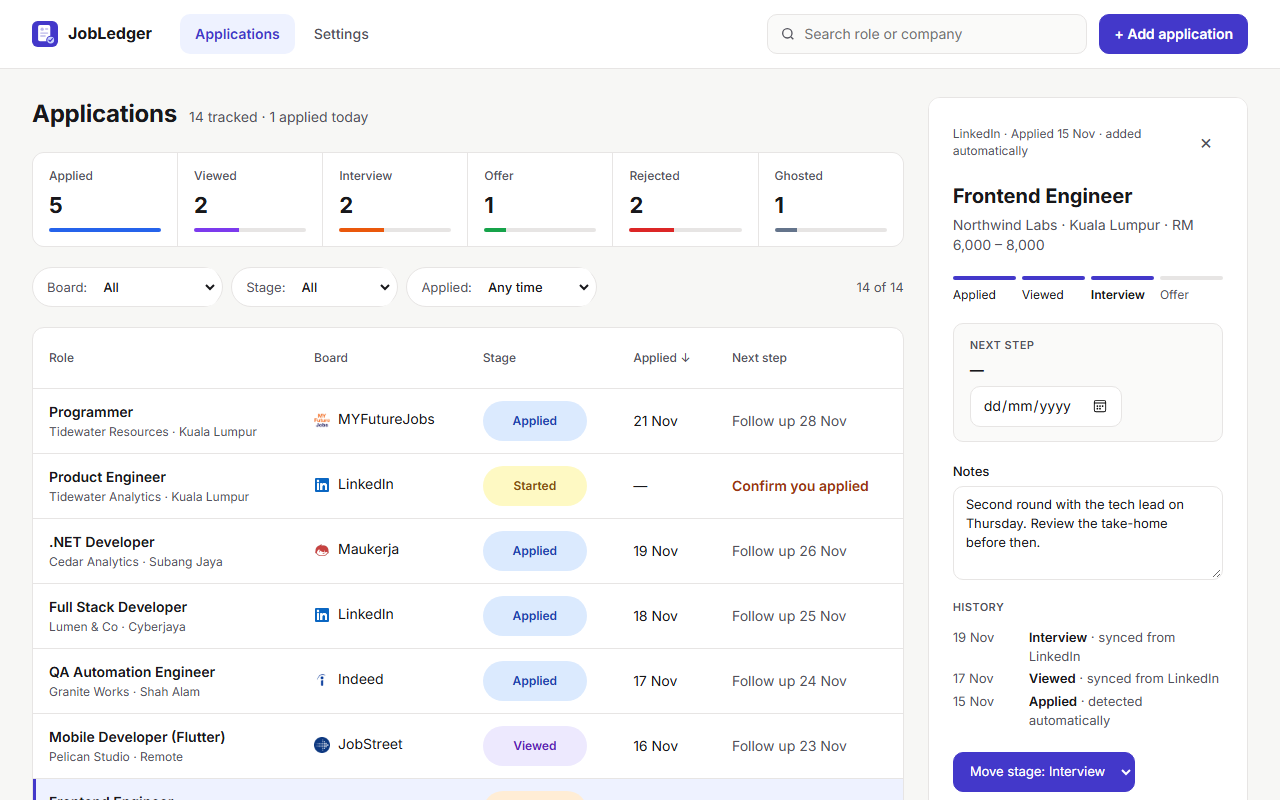 JobLedger
Applications
Settings
Search role or company
+ Add application
Applications
14 tracked · 1 applied today
Applied
5
Viewed
2
Interview
2
Offer
1
Rejected
2
Ghosted
1
Board: All
Stage: All
Applied: Any time
14 of 14
Role
Board
Stage
Applied ↓
Next step
Programmer
Tidewater Resources · Kuala Lumpur
MY Future Jobs
MYFutureJobs
Applied
21 Nov
Follow up 28 Nov
Product Engineer
Tidewater Analytics · Kuala Lumpur
in
LinkedIn
Started
—
Confirm you applied
.NET Developer
Cedar Analytics · Subang Jaya
Maukerja
Applied
19 Nov
Follow up 26 Nov
Full Stack Developer
Lumen & Co · Cyberjaya
in
LinkedIn
Applied
18 Nov
Follow up 25 Nov
QA Automation Engineer
Granite Works · Shah Alam
Indeed
Applied
17 Nov
Follow up 24 Nov
Mobile Developer (Flutter)
Pelican Studio · Remote
JobStreet
Viewed
16 Nov
Follow up 23 Nov
Frontend Engineer
LinkedIn · Applied 15 Nov · added
automatically
✕
Frontend Engineer
Northwind Labs · Kuala Lumpur · RM
6,000 – 8,000
Applied
Viewed
Interview
Offer
NEXT STEP
—
dd/mm/yyyy
Notes
Second round with the tech lead on
Thursday. Review the take-home
before then.
HISTORY
19 Nov
Interview · synced from
LinkedIn
17 Nov
Viewed · synced from LinkedIn
15 Nov
Applied · detected
automatically
Move stage: Interview